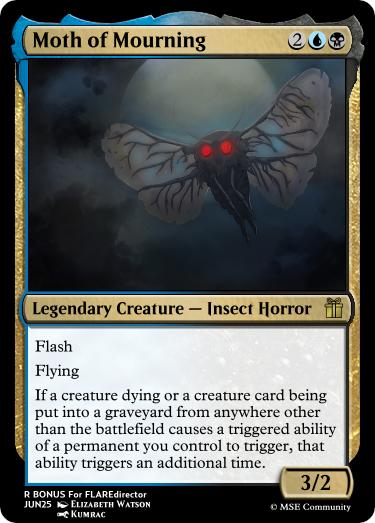 Moth of Mourning 2
Legendary Creature — Insect Horror
Flash
Flying
If a creature dying or a creature card being
put into a graveyard from anywhere other
than the battlefield causes a triggered ability
of a permanent you control to trigger, that
ability triggers an additional time.
3/2
R BONUS For FLAREdirector
JUN25 Elizabeth Watson
Kumrac
© MSE Community